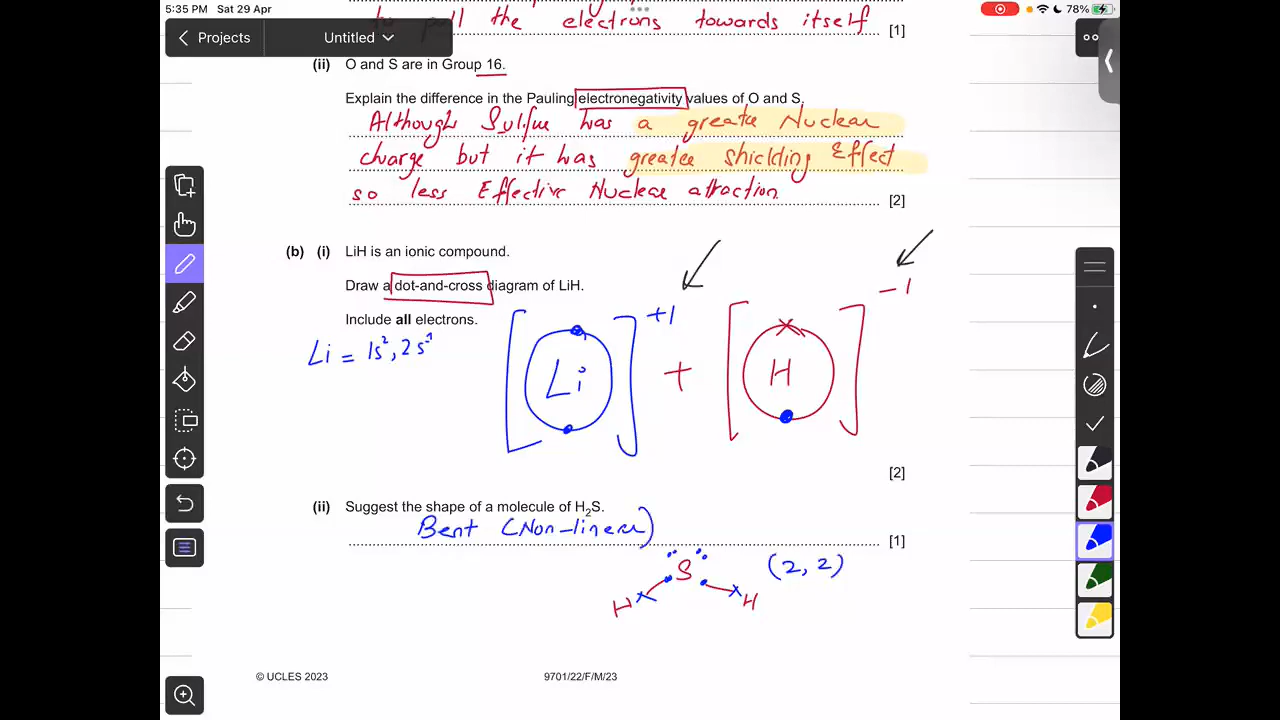 5:35 PM Sat 29 Apr
78%
the electrons towards itself
[1]
Projects
Untitled
(ii) O and S are in Group 16.
Explain the difference in the Pauling electronegativity values of O and S.
Although Sulfur has a greater Nuclear
charge but it has greater shielding Effect
so less Effective Nuclear attraction
[2]
(b) (i) LiH is an ionic compound.
Draw a dot-and-cross diagram of LiH.
Include all electrons.
Li = 1s², 2s¹
[Li]+1 + [H]-1
[2]
(ii) Suggest the shape of a molecule of H₂S.
Bent (Non-linear)
[1]
S (2, 2)
H H
© UCLES 2023
9701/22/F/M/23